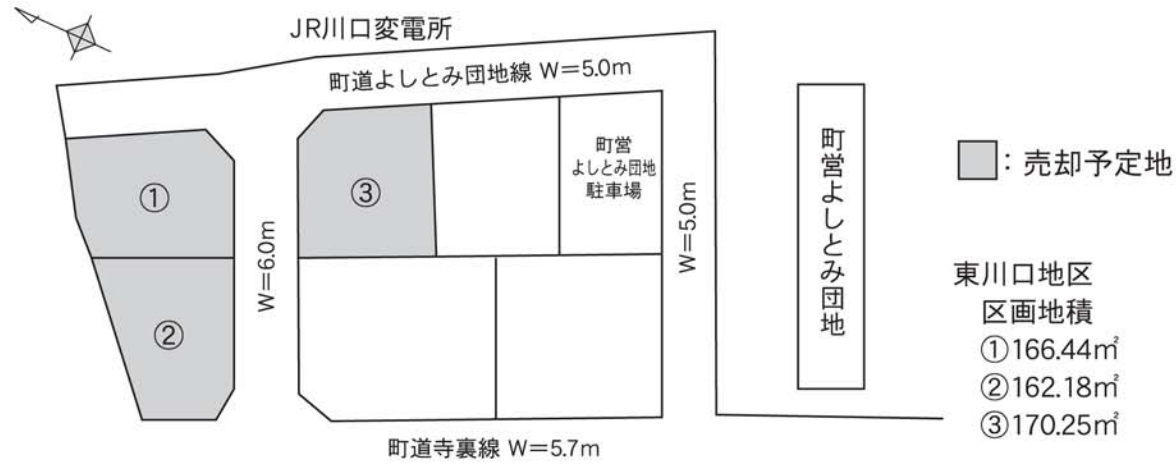 JR川口変電所
町道よしとみ団地線 W=5.0m
①
②
③
W=6.0m
町営
よしとみ団地
駐車場
W=5.0m
町道寺裏線 W=5.7m
町営よしとみ団地
：売却予定地
東川口地区
区画地積
①166.44㎡
②162.18㎡
③170.25㎡